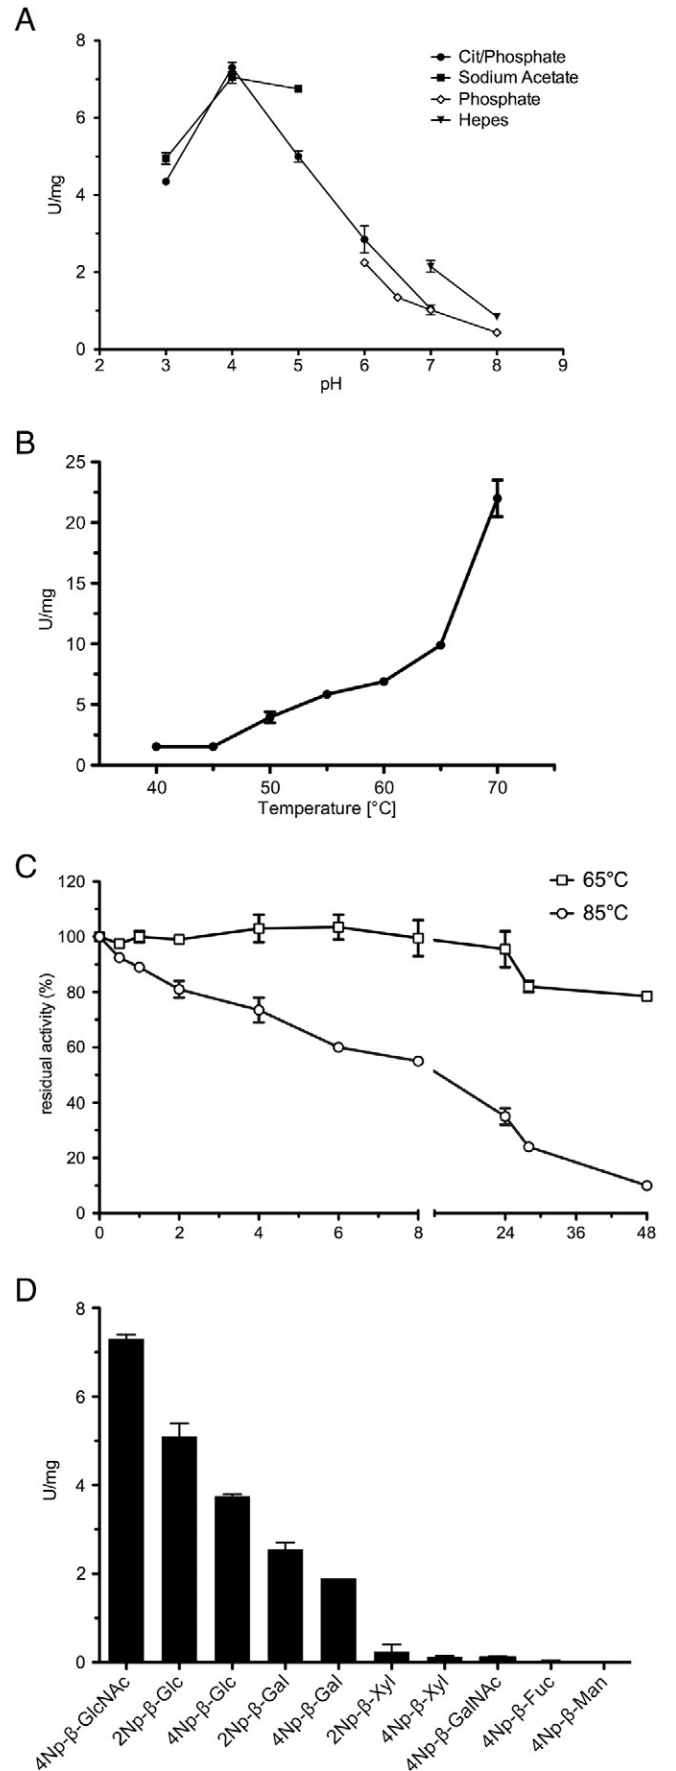 A
8
6
4
2
0
U/mg
2 3 4 5 6 7 8 9
pH
Cit/Phosphate
Sodium Acetate
Phosphate
Hepes
B
25
20
15
10
5
0
U/mg
40 50 60 70
Temperature [°C]
C
120
100
80
60
40
20
0
residual activity (%)
0 2 4 6 8 24 36 48
65°C
85°C
D
8
6
4
2
0
U/mg
4Np-β-GlcNAc
2Np-β-Glc
4Np-β-Glc
2Np-β-Gal
4Np-β-Gal
2Np-β-Xyl
4Np-β-Xyl
4Np-β-GalNAc
4Np-β-Fuc
4Np-β-Man